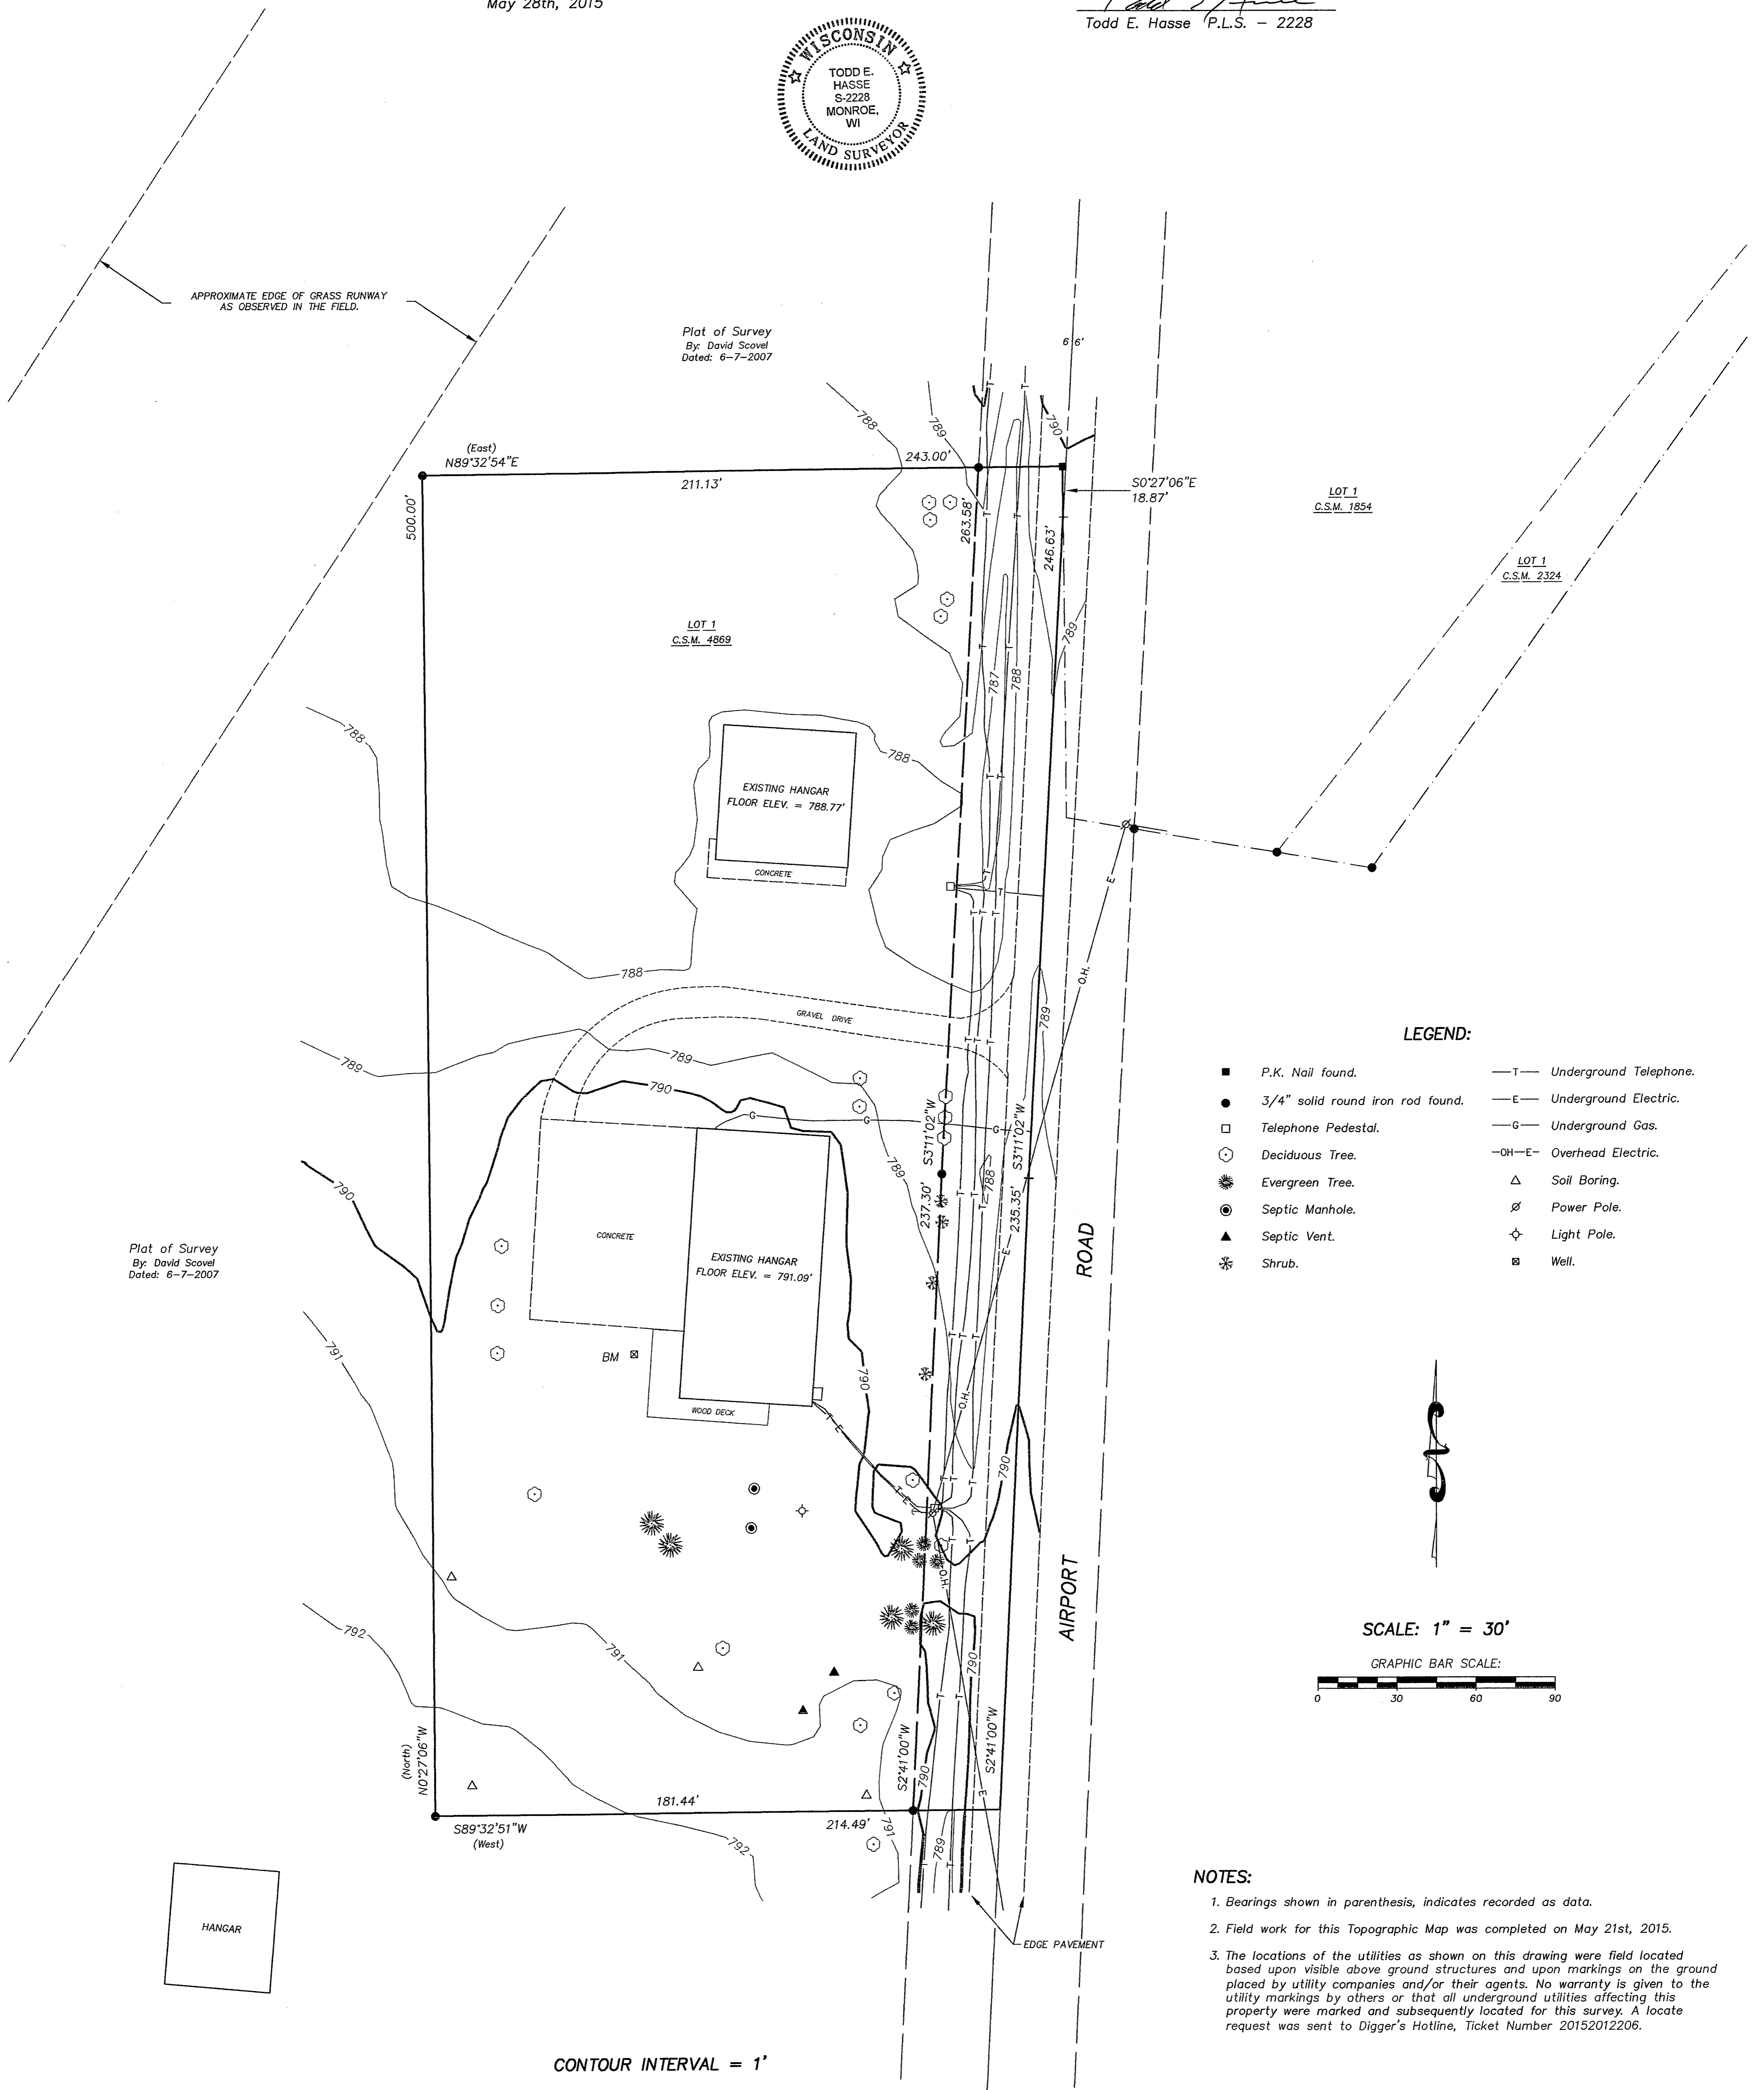 May 28th, 2015
Todd E. Hasse P.L.S. – 2228
WISCONSIN
TODD E.
HASSE
S-2228
MONROE,
WI
LAND SURVEYOR
APPROXIMATE EDGE OF GRASS RUNWAY
AS OBSERVED IN THE FIELD.
Plat of Survey
By: David Scovel
Dated: 6–7–2007
66'
788
789
790
(East)
N89°32'54"E
243.00'
211.13'
S0°27'06"E
18.87'
500.00'
263.58'
246.63'
LOT 1
C.S.M. 1854
LOT 1
C.S.M. 2324
LOT 1
C.S.M. 4869
789
787
788
788
788
EXISTING HANGAR
FLOOR ELEV. = 788.77'
CONCRETE
T
E
O.H.
788
GRAVEL DRIVE
789
789
789
790
G
G
G
S3°11'02"W
S3°11'02"W
789
788
790
237.30'
235.35'
CONCRETE
EXISTING HANGAR
FLOOR ELEV. = 791.09'
E
ROAD
Plat of Survey
By: David Scovel
Dated: 6–7–2007
791
BM
790
WOOD DECK
O.H.
T
E
790
T
E
O.H.
AIRPORT
792
791
790
(North)
N0°27'06"W
S2°41'00"W
S2°41'00"W
790
E
181.44'
214.49'
S89°32'51"W
(West)
792
791
789
HANGAR
EDGE PAVEMENT
LEGEND:
P.K. Nail found.
3/4" solid round iron rod found.
Telephone Pedestal.
Deciduous Tree.
Evergreen Tree.
Septic Manhole.
Septic Vent.
Shrub.
—T— Underground Telephone.
—E— Underground Electric.
—G— Underground Gas.
–OH—E– Overhead Electric.
Soil Boring.
Power Pole.
Light Pole.
Well.
SCALE: 1" = 30'
GRAPHIC BAR SCALE:
0 30 60 90
NOTES:
1. Bearings shown in parenthesis, indicates recorded as data.
2. Field work for this Topographic Map was completed on May 21st, 2015.
3. The locations of the utilities as shown on this drawing were field located
based upon visible above ground structures and upon markings on the ground
placed by utility companies and/or their agents. No warranty is given to the
utility markings by others or that all underground utilities affecting this
property were marked and subsequently located for this survey. A locate
request was sent to Digger's Hotline, Ticket Number 20152012206.
CONTOUR INTERVAL = 1'